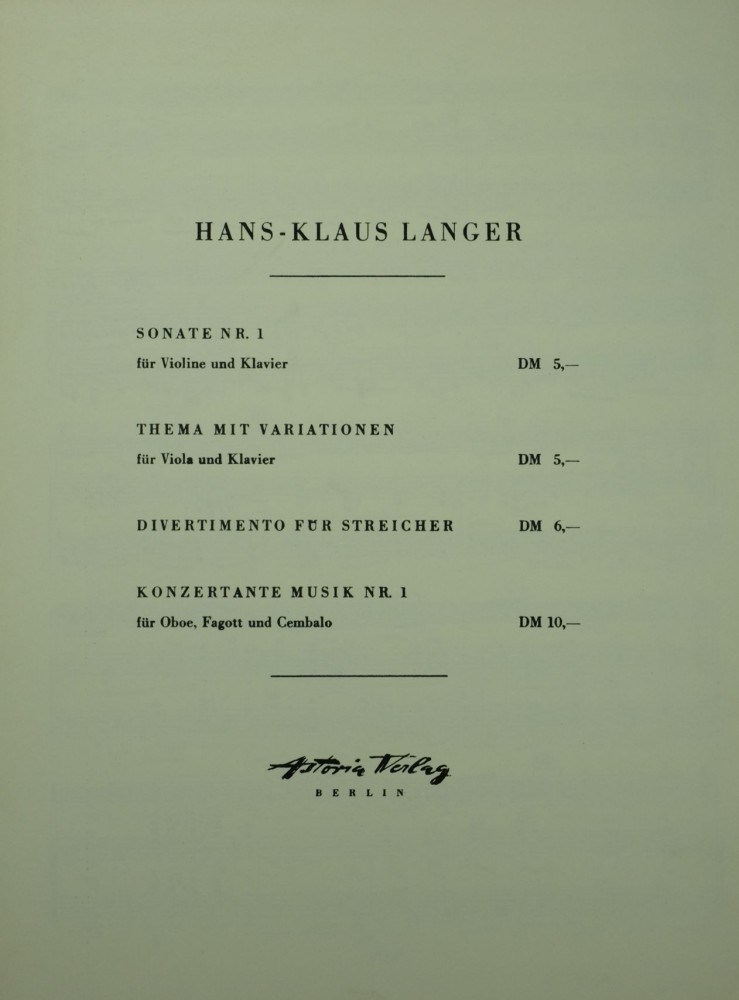 HANS-KLAUS LANGER
SONATE NR. 1
für Violine und Klavier DM 5,—
THEMA MIT VARIATIONEN
für Viola und Klavier DM 5,—
DIVERTIMENTO FÜR STREICHER DM 6,—
KONZERTANTE MUSIK NR. 1
für Oboe, Fagott und Cembalo DM 10,—
Astoria Verlag
BERLIN